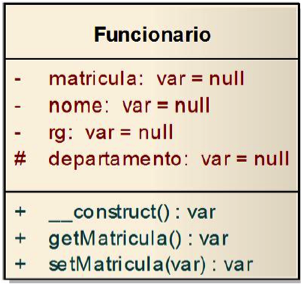 Funcionario
- matricula: var = null
- nome: var = null
- rg: var = null
# departamento: var = null
+ __construct() : var
+ getMatricula() : var
+ setMatricula(var) : var